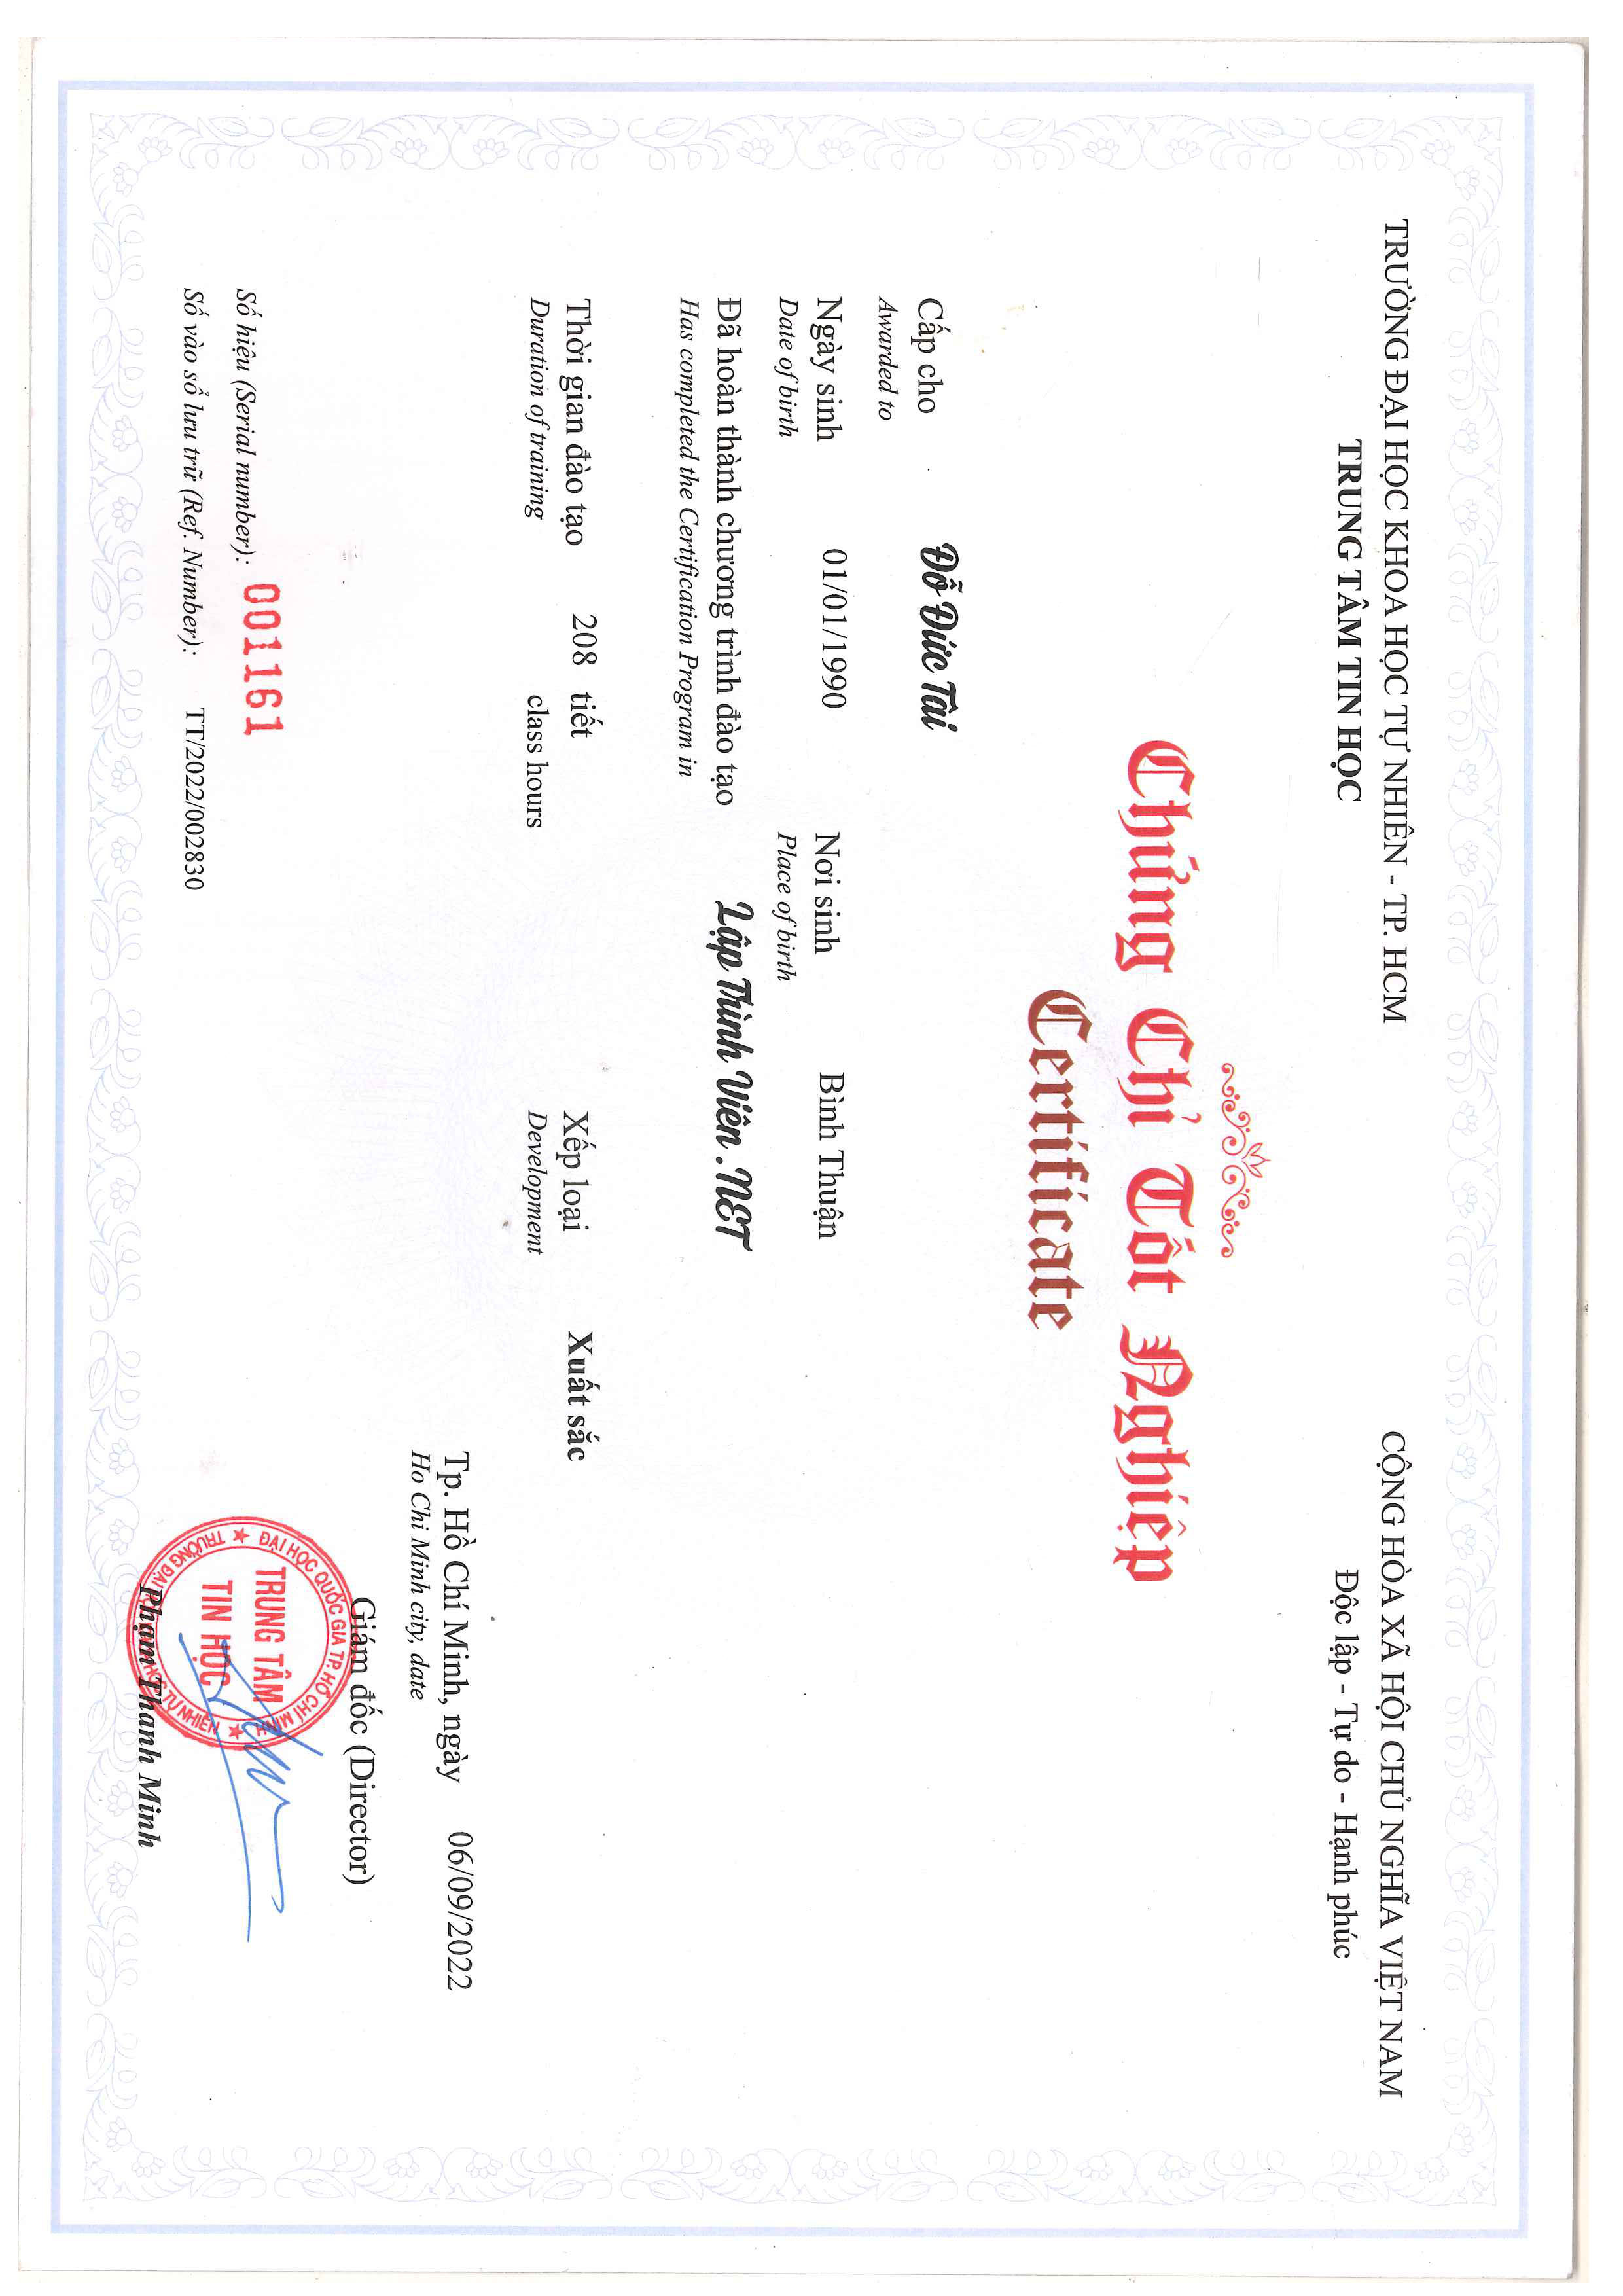 TRƯỜNG ĐẠI HỌC KHOA HỌC TỰ NHIÊN - TP. HCM
TRUNG TÂM TIN HỌC
CỘNG HÒA XÃ HỘI CHỦ NGHĨA VIỆT NAM
Độc lập - Tự do - Hạnh phúc
Chứng Chỉ Tốt Nghiệp
Certificate
Cấp cho Đỗ Đức Tài
Awarded to
Ngày sinh 01/01/1990 Nơi sinh Bình Thuận
Date of birth Place of birth
Đã hoàn thành chương trình đào tạo Lập Trình Viên .NET
Has completed the Certification Program in
Thời gian đào tạo 208 tiết Xếp loại Xuất sắc
Duration of training class hours Development
Tp. Hồ Chí Minh, ngày 06/09/2022
Ho Chi Minh city, date
Giám đốc (Director)
ĐẠI HỌC QUỐC GIA TP. HỒ CHÍ MINH
TRUNG TÂM
TIN HỌC
TRƯỜNG ĐẠI HỌC TỰ NHIÊN
Phạm Thanh Minh
Số hiệu (Serial number): 001161
Số vào sổ lưu trữ (Ref. Number): TT/2022/002830